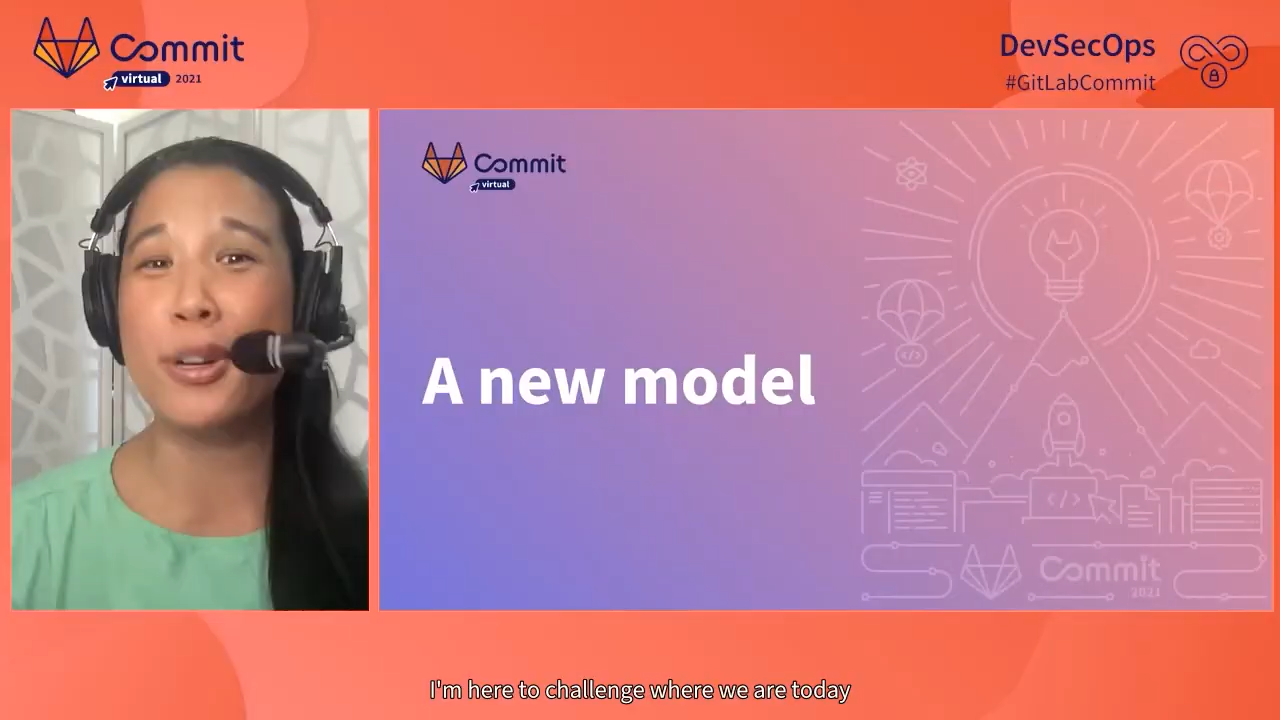 Commit
virtual 2021
DevSecOps
#GitLabCommit
Commit
virtual
A new model
</>
</>
Commit
2021
I'm here to challenge where we are today